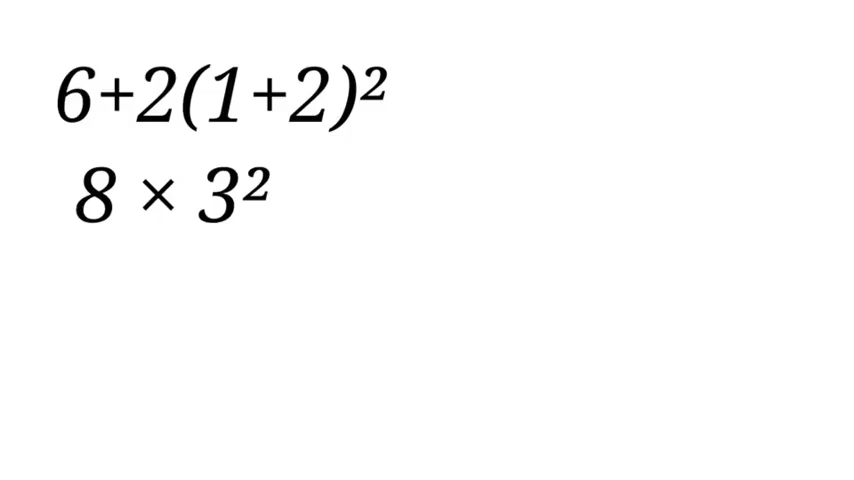 6+2(1+2)²
8 × 3²